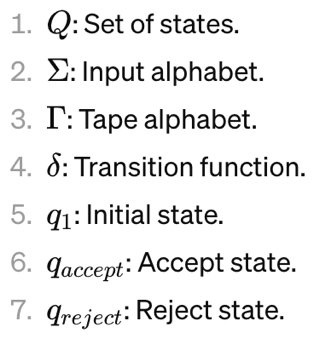 1. Q: Set of states.
2. Σ: Input alphabet.
3. Γ: Tape alphabet.
4. δ: Transition function.
5. q₁: Initial state.
6. q_accept: Accept state.
7. q_reject: Reject state.